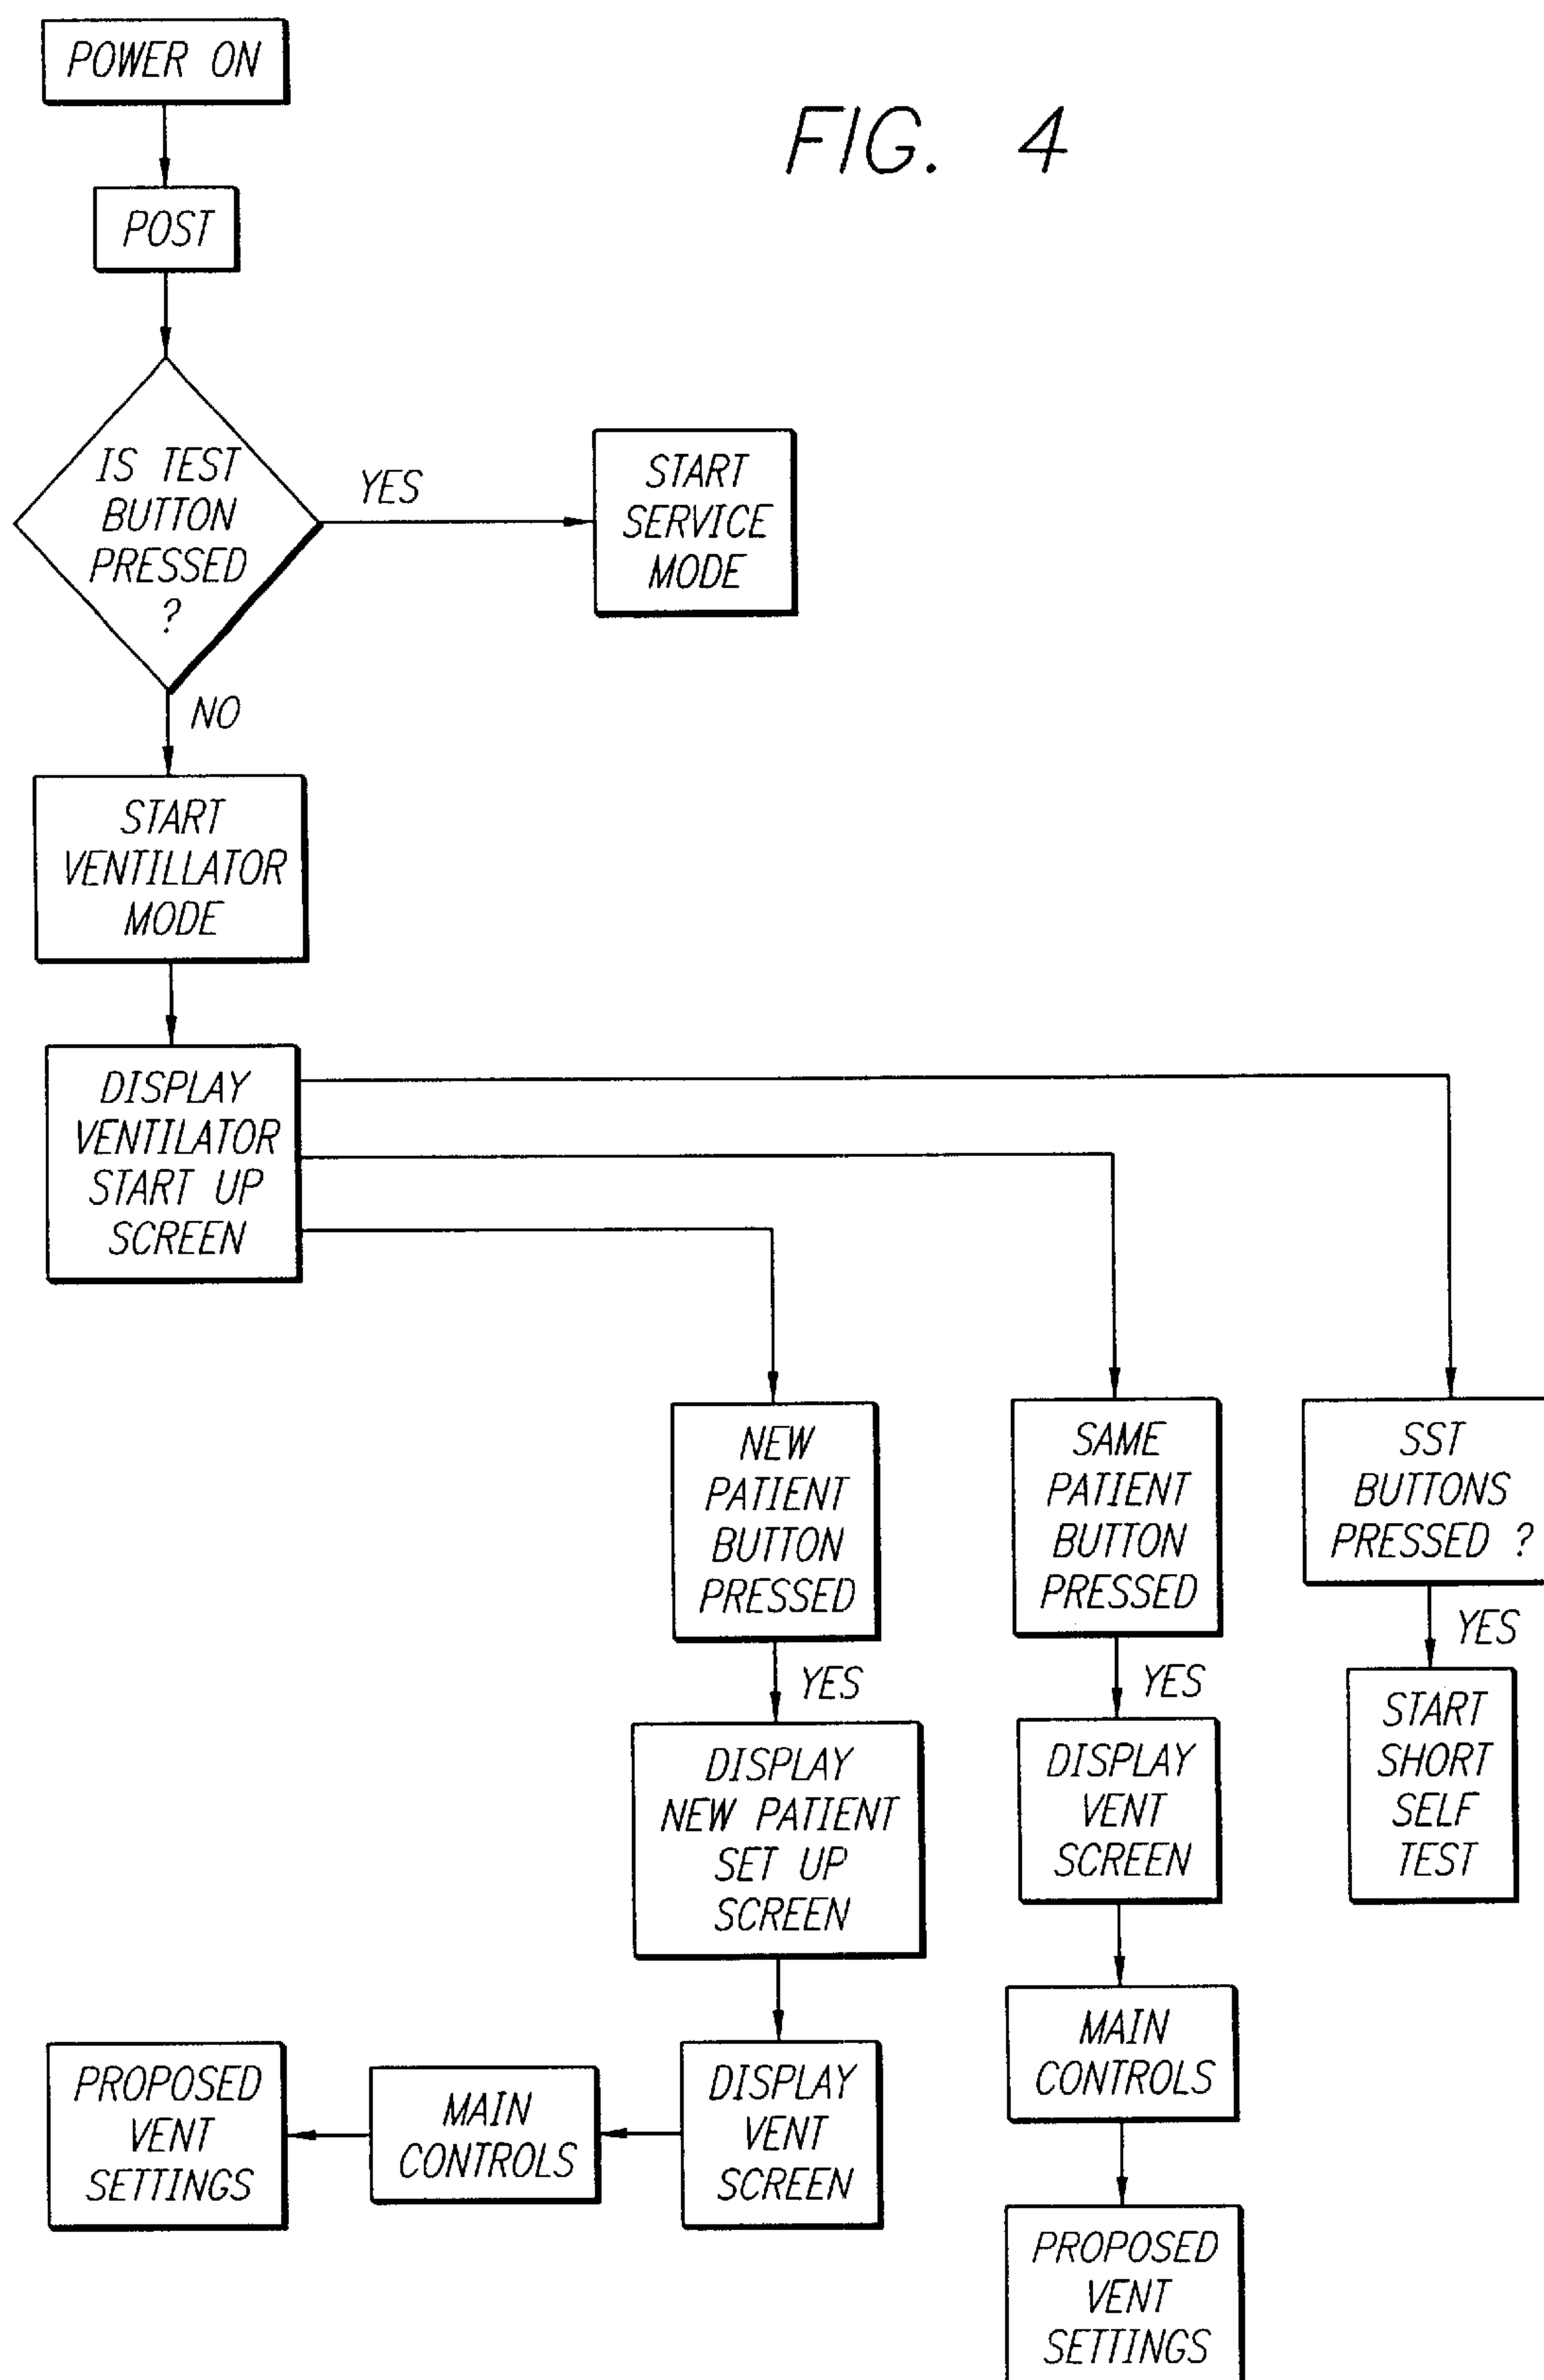 POWER ON
FIG. 4
POST
IS TEST
BUTTON
PRESSED
?
YES
START
SERVICE
MODE
NO
START
VENTILLATOR
MODE
DISPLAY
VENTILATOR
START UP
SCREEN
NEW
PATIENT
BUTTON
PRESSED
SAME
PATIENT
BUTTON
PRESSED
SST
BUTTONS
PRESSED ?
YES
YES
YES
DISPLAY
NEW PATIENT
SET UP
SCREEN
DISPLAY
VENT
SCREEN
START
SHORT
SELF
TEST
PROPOSED
VENT
SETTINGS
MAIN
CONTROLS
DISPLAY
VENT
SCREEN
MAIN
CONTROLS
PROPOSED
VENT
SETTINGS